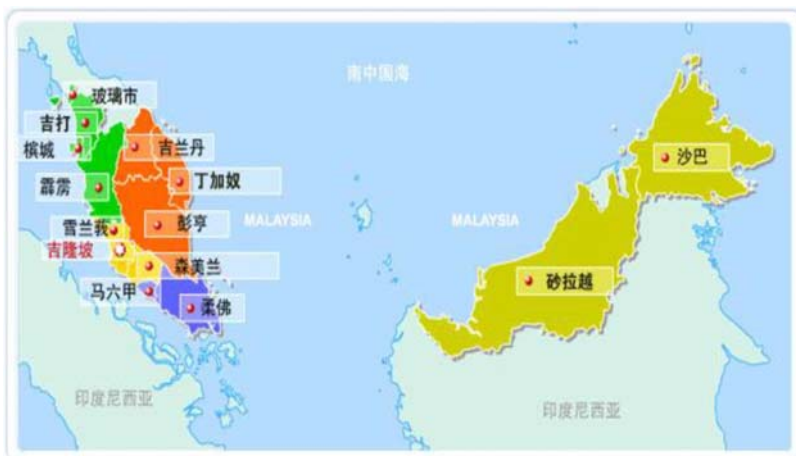 南中国海
玻璃市
吉打
槟城
吉兰丹
丁加奴
霹雳
雪兰莪
彭亨
MALAYSIA
MALAYSIA
吉隆坡
森美兰
马六甲
柔佛
沙巴
砂拉越
印度尼西亚
印度尼西亚